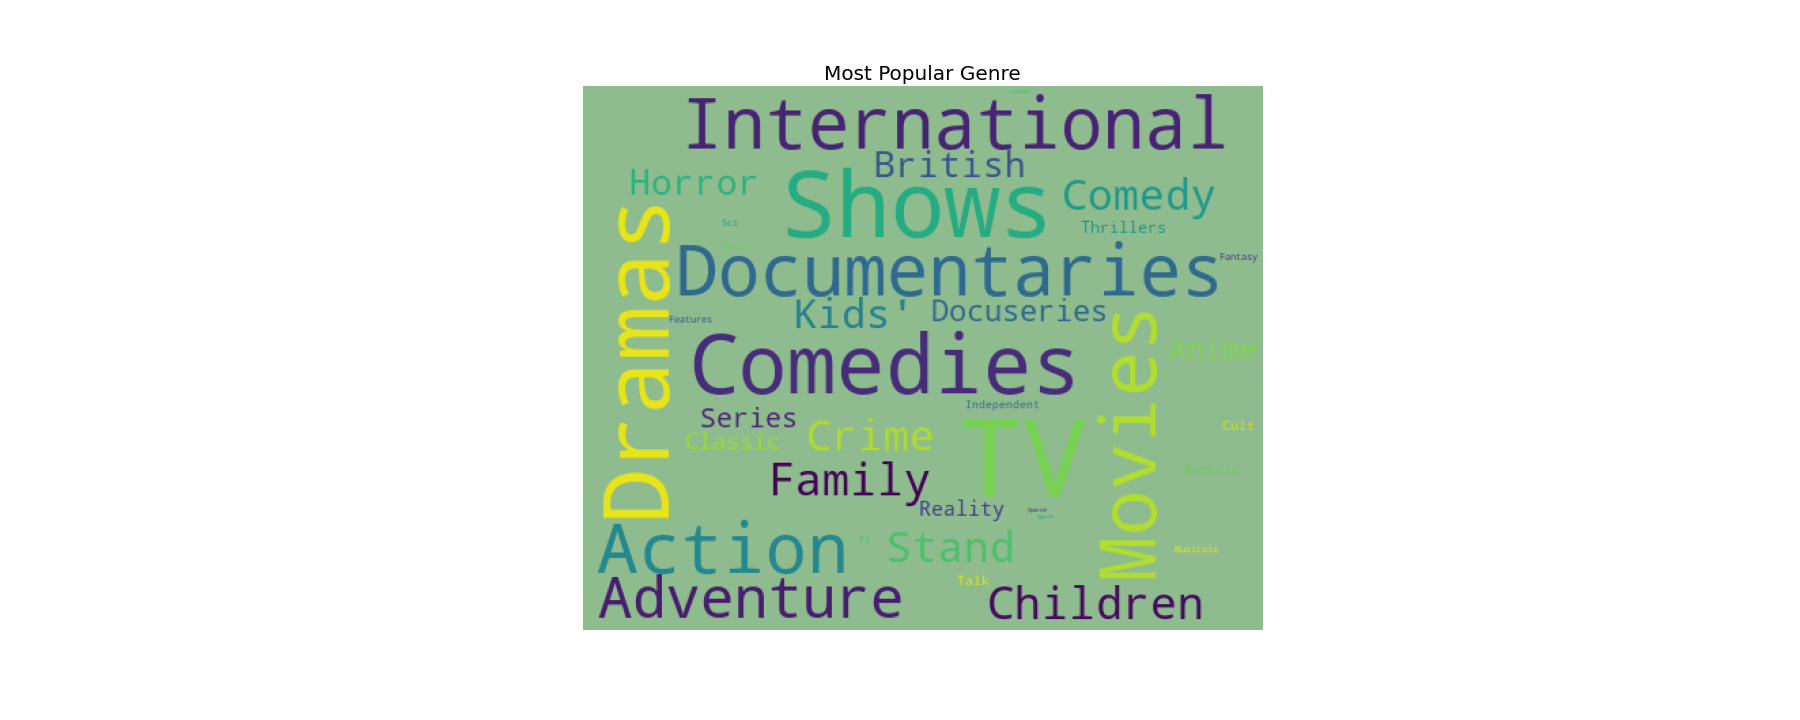 Most Popular Genre
International
British
Horror
Shows
Comedy
Sci
Thrillers
Dramas
Documentaries
Fantasy
Kids'
Docuseries
Features
Movies
Comedies
Anime
Independent
Series
Classic
Crime
TV
Cult
Family
Romantic
Reality
Spanish
Sports
Action
Fi
Stand
Musicals
Talk
Adventure
Children